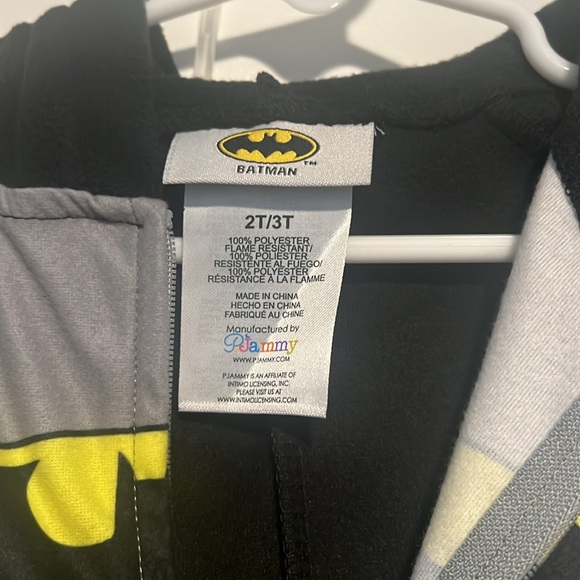 BATMAN
TM
2T/3T
100% POLYESTER
FLAME RESISTANT/
100% POLIESTER
RESISTENTE AL FUEGO/
100% POLYESTER
RÉSISTANCE À LA FLAMME
MADE IN CHINA
HECHO EN CHINA
FABRIQUÉ AU CHINE
Manufactured by
PJammy
WWW.PJAMMY.COM
PJAMMY IS AN AFFILIATE OF
INTIMO LICENSING, INC.
PLEASE VISIT US AT
WWW.INTIMOLICENSING.COM